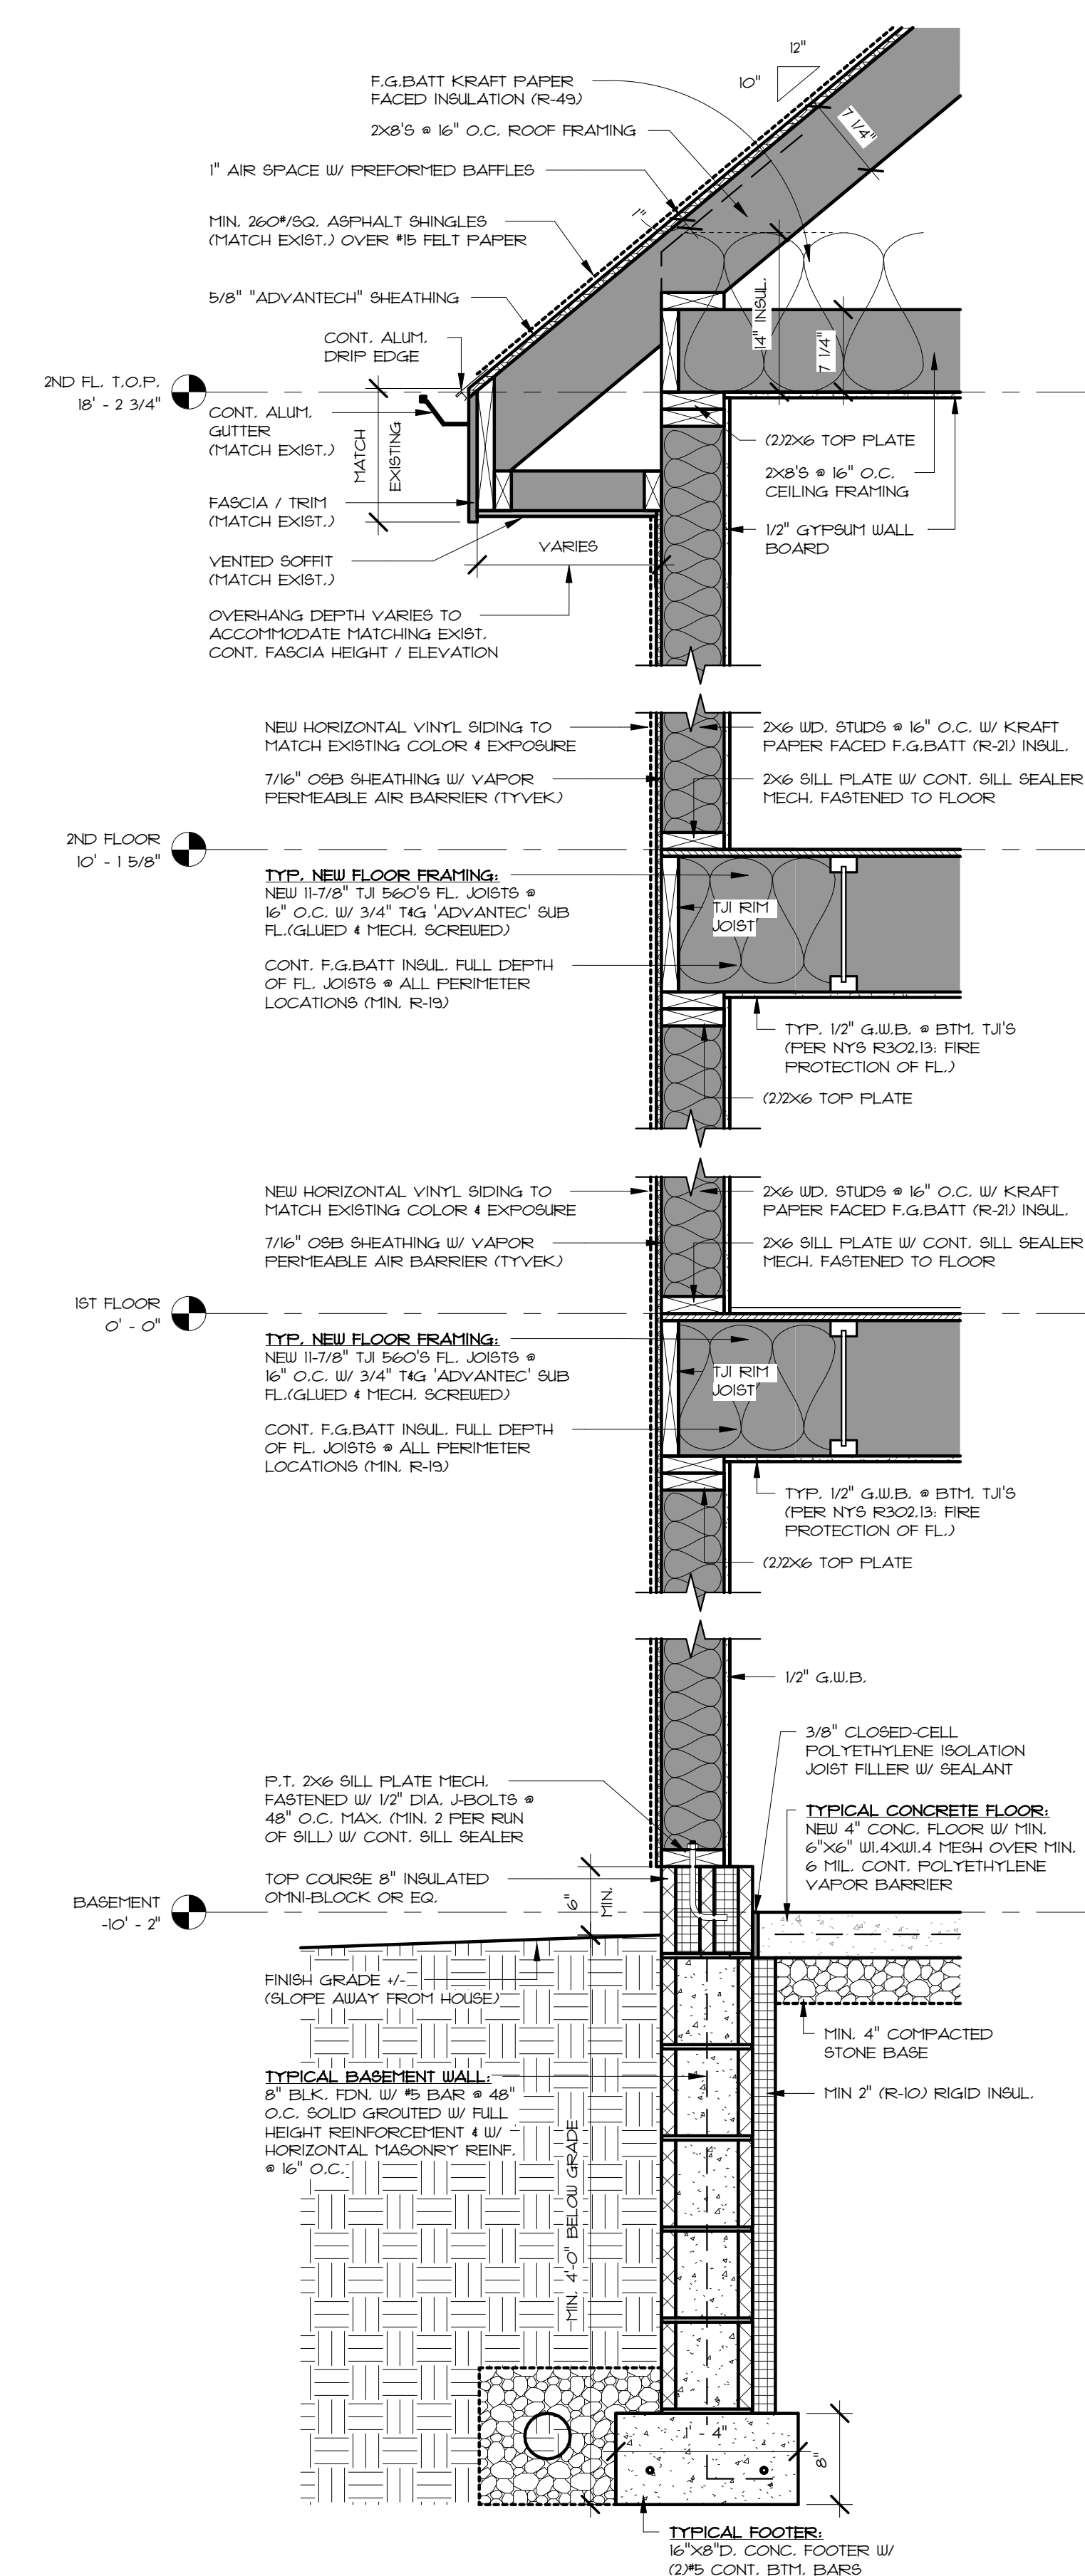 12"
10"
F.G.BATT KRAFT PAPER
FACED INSULATION (R-49)
7 1/4"
2X8'S @ 16" O.C. ROOF FRAMING
1" AIR SPACE W/ PREFORMED BAFFLES
1"
MIN. 260#/SQ. ASPHALT SHINGLES
(MATCH EXIST.) OVER #15 FELT PAPER
5/8" "ADVANTECH" SHEATHING
14" INSUL.
7 1/4"
CONT. ALUM.
DRIP EDGE
2ND FL. T.O.P.
18' - 2 3/4"
CONT. ALUM.
GUTTER
(MATCH EXIST.)
MATCH
EXISTING
(2)2X6 TOP PLATE
2X8'S @ 16" O.C.
CEILING FRAMING
FASCIA / TRIM
(MATCH EXIST.)
1/2" GYPSUM WALL
BOARD
VARIES
VENTED SOFFIT
(MATCH EXIST.)
OVERHANG DEPTH VARIES TO
ACCOMMODATE MATCHING EXIST.
CONT. FASCIA HEIGHT / ELEVATION
NEW HORIZONTAL VINYL SIDING TO
MATCH EXISTING COLOR & EXPOSURE
2X6 WD. STUDS @ 16" O.C. W/ KRAFT
PAPER FACED F.G.BATT (R-21) INSUL.
7/16" OSB SHEATHING W/ VAPOR
PERMEABLE AIR BARRIER (TYVEK)
2X6 SILL PLATE W/ CONT. SILL SEALER
MECH. FASTENED TO FLOOR
2ND FLOOR
10' - 1 5/8"
TYP. NEW FLOOR FRAMING:
NEW 11-7/8" TJI 560'S FL. JOISTS @
16" O.C. W/ 3/4" T&G 'ADVANTEC' SUB
FL.(GLUED & MECH. SCREWED)
TJI RIM
JOIST
CONT. F.G.BATT INSUL. FULL DEPTH
OF FL. JOISTS @ ALL PERIMETER
LOCATIONS (MIN. R-19)
TYP. 1/2" G.W.B. @ BTM. TJI'S
(PER NYS R302.13: FIRE
PROTECTION OF FL.)
(2)2X6 TOP PLATE
NEW HORIZONTAL VINYL SIDING TO
MATCH EXISTING COLOR & EXPOSURE
2X6 WD. STUDS @ 16" O.C. W/ KRAFT
PAPER FACED F.G.BATT (R-21) INSUL.
7/16" OSB SHEATHING W/ VAPOR
PERMEABLE AIR BARRIER (TYVEK)
2X6 SILL PLATE W/ CONT. SILL SEALER
MECH. FASTENED TO FLOOR
1ST FLOOR
0' - 0"
TYP. NEW FLOOR FRAMING:
NEW 11-7/8" TJI 560'S FL. JOISTS @
16" O.C. W/ 3/4" T&G 'ADVANTEC' SUB
FL.(GLUED & MECH. SCREWED)
TJI RIM
JOIST
CONT. F.G.BATT INSUL. FULL DEPTH
OF FL. JOISTS @ ALL PERIMETER
LOCATIONS (MIN. R-19)
TYP. 1/2" G.W.B. @ BTM. TJI'S
(PER NYS R302.13: FIRE
PROTECTION OF FL.)
(2)2X6 TOP PLATE
1/2" G.W.B.
3/8" CLOSED-CELL
POLYETHYLENE ISOLATION
JOIST FILLER W/ SEALANT
P.T. 2X6 SILL PLATE MECH.
FASTENED W/ 1/2" DIA. J-BOLTS @
48" O.C. MAX. (MIN. 2 PER RUN
OF SILL) W/ CONT. SILL SEALER
TYPICAL CONCRETE FLOOR:
NEW 4" CONC. FLOOR W/ MIN.
6"X6" W1.4XW1.4 MESH OVER MIN.
6 MIL. CONT. POLYETHYLENE
VAPOR BARRIER
TOP COURSE 8" INSULATED
OMNI-BLOCK OR EQ.
6"
MIN.
BASEMENT
-10' - 2"
FINISH GRADE +/-
(SLOPE AWAY FROM HOUSE)
MIN. 4" COMPACTED
STONE BASE
TYPICAL BASEMENT WALL:
8" BLK. FDN. W/ #5 BAR @ 48"
O.C. SOLID GROUTED W/ FULL
HEIGHT REINFORCEMENT & W/
HORIZONTAL MASONRY REINF.
@ 16" O.C.
MIN 2" (R-10) RIGID INSUL.
MIN. 4'-0" BELOW GRADE
1' - 4"
8"
TYPICAL FOOTER:
16"X8"D. CONC. FOOTER W/
(2)#5 CONT. BTM. BARS